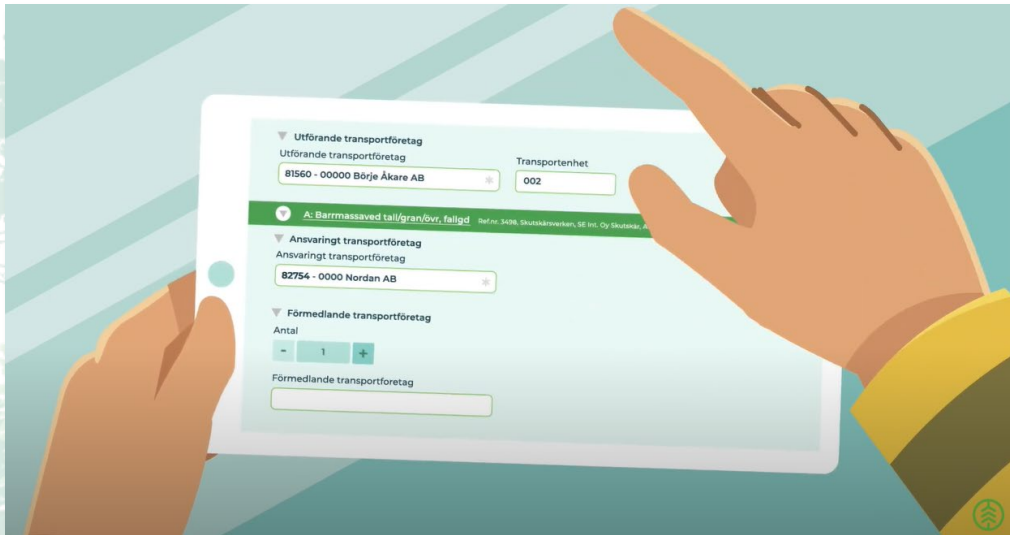 Utförande transportföretag
Utförande transportföretag
Transportenhet
81560 - 00000 Börje Åkare AB
002
A: Barrmassaved tall/gran/övr, fallgd Ref.nr. 3498, Skutskärsverken, SE Int. Oy Skutskär,
Ansvaringt transportföretag
Ansvaringt transportföretag
82754 - 0000 Nordan AB
Förmedlande transportföretag
Antal
- 1 +
Förmedlande transportforetag